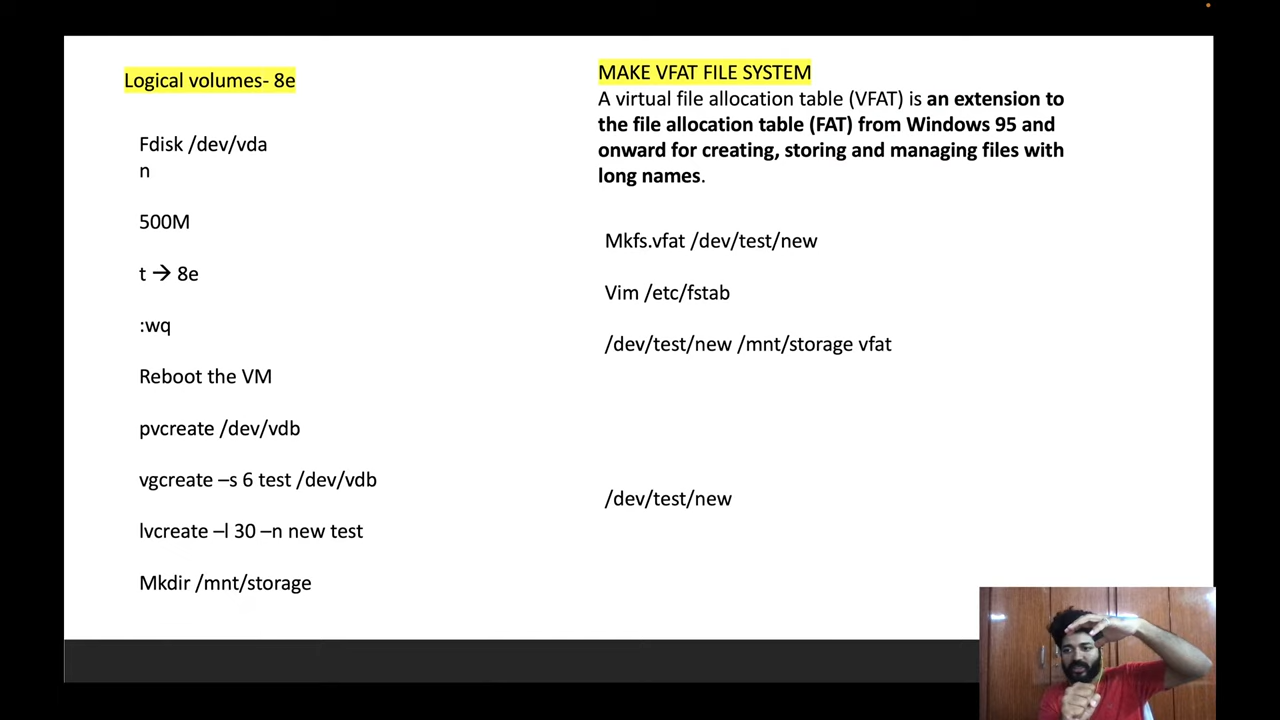 Logical volumes- 8e
Fdisk /dev/vda
n
500M
t → 8e
:wq
Reboot the VM
pvcreate /dev/vdb
vgcreate –s 6 test /dev/vdb
lvcreate –l 30 –n new test
Mkdir /mnt/storage
MAKE VFAT FILE SYSTEM
A virtual file allocation table (VFAT) is an extension to
the file allocation table (FAT) from Windows 95 and
onward for creating, storing and managing files with
long names.
Mkfs.vfat /dev/test/new
Vim /etc/fstab
/dev/test/new /mnt/storage vfat
/dev/test/new